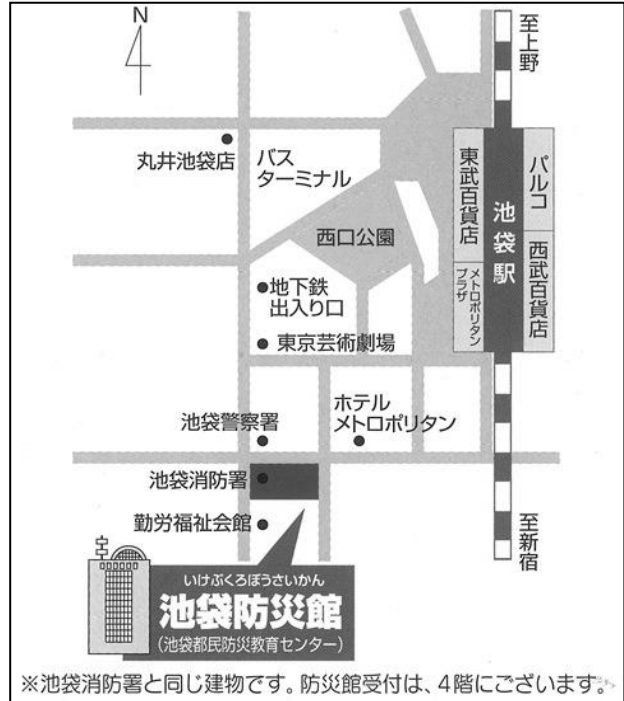 N
至上野
丸井池袋店
バス
ターミナル
東武百貨店
パルコ
池袋駅
西口公園
メトロポリタン
プラザ
西武百貨店
地下鉄
出入り口
東京芸術劇場
池袋警察署
ホテル
メトロポリタン
池袋消防署
勤労福祉会館
至新宿
いけぶくろぼうさいかん
池袋防災館
(池袋都民防災教育センター)
※池袋消防署と同じ建物です。防災館受付は、4階にございます。